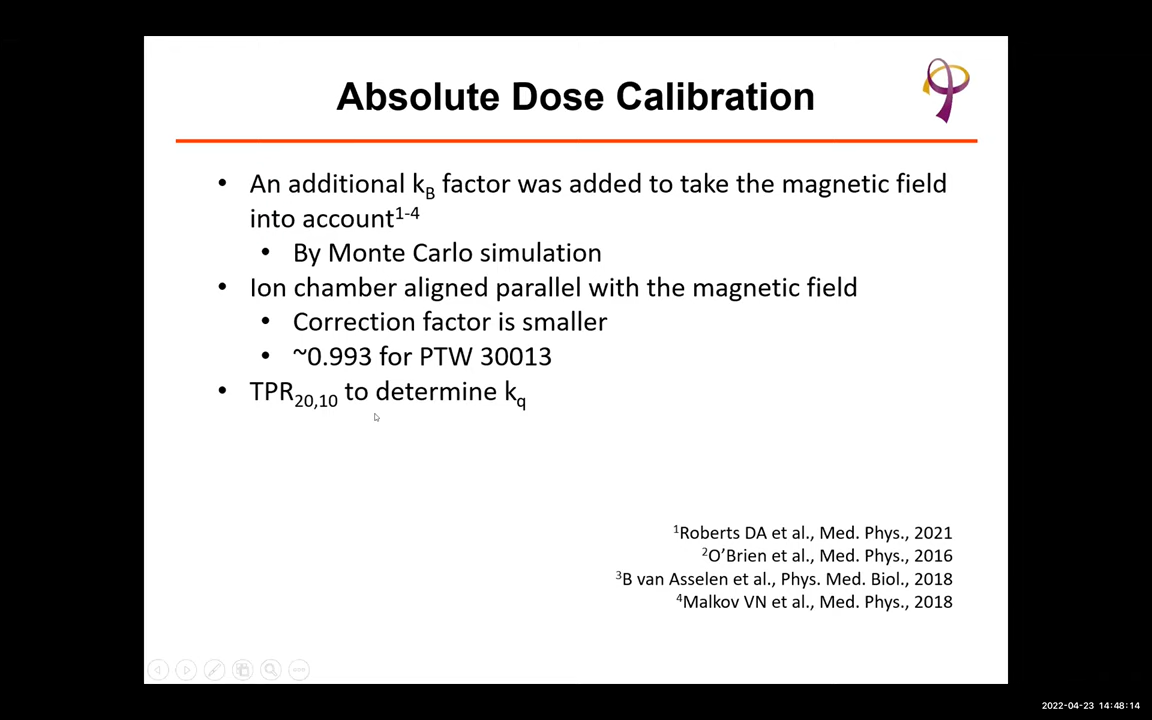 Absolute Dose Calibration
• An additional kB factor was added to take the magnetic field
into account1-4
• By Monte Carlo simulation
• Ion chamber aligned parallel with the magnetic field
• Correction factor is smaller
• ~0.993 for PTW 30013
• TPR20,10 to determine kq
1Roberts DA et al., Med. Phys., 2021
2O’Brien et al., Med. Phys., 2016
3B van Asselen et al., Phys. Med. Biol., 2018
4Malkov VN et al., Med. Phys., 2018
2022-04-23 14:48:14